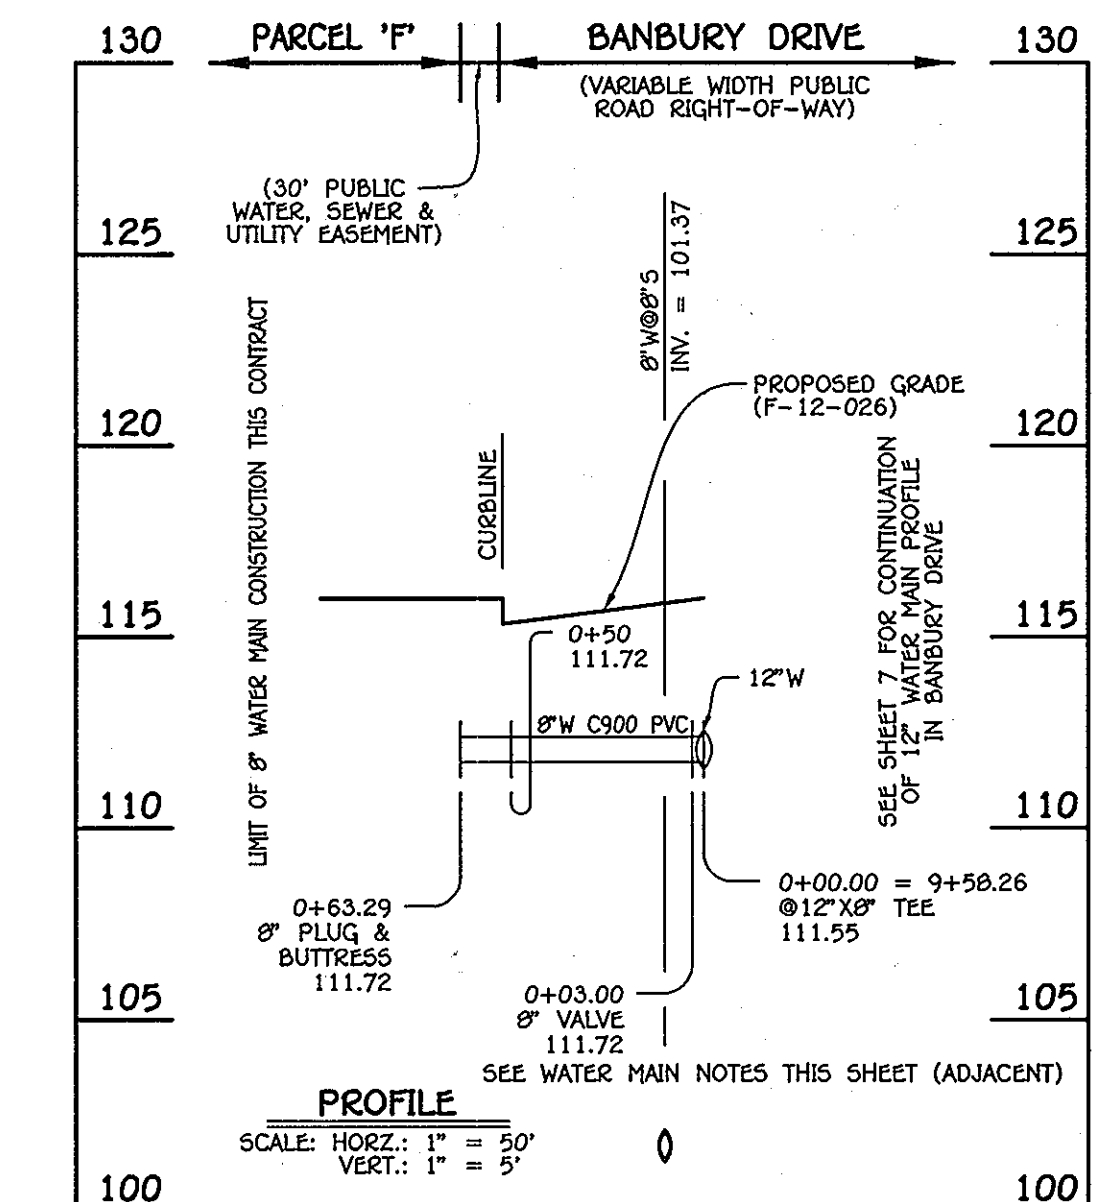 130
PARCEL 'F'
BANBURY DRIVE
130
(VARIABLE WIDTH PUBLIC
ROAD RIGHT-OF-WAY)
(30' PUBLIC
WATER, SEWER &
UTILITY EASEMENT)
125
125
8"W@8"S
INV. = 101.37
LIMIT OF 8" WATER MAIN CONSTRUCTION THIS CONTRACT
PROPOSED GRADE
(F-12-026)
120
120
CURBLINE
SEE SHEET 7 FOR CONTINUATION
OF 12" WATER MAIN PROFILE
IN BANBURY DRIVE
115
115
0+50
111.72
12"W
8"W C900 PVC
110
110
0+00.00 = 9+58.26
@12"X8" TEE
111.55
0+63.29
8" PLUG &
BUTTRESS
111.72
105
105
0+03.00
8" VALVE
111.72
SEE WATER MAIN NOTES THIS SHEET (ADJACENT)
PROFILE
SCALE: HORZ.: 1" = 50'
VERT.: 1" = 5'
100
100